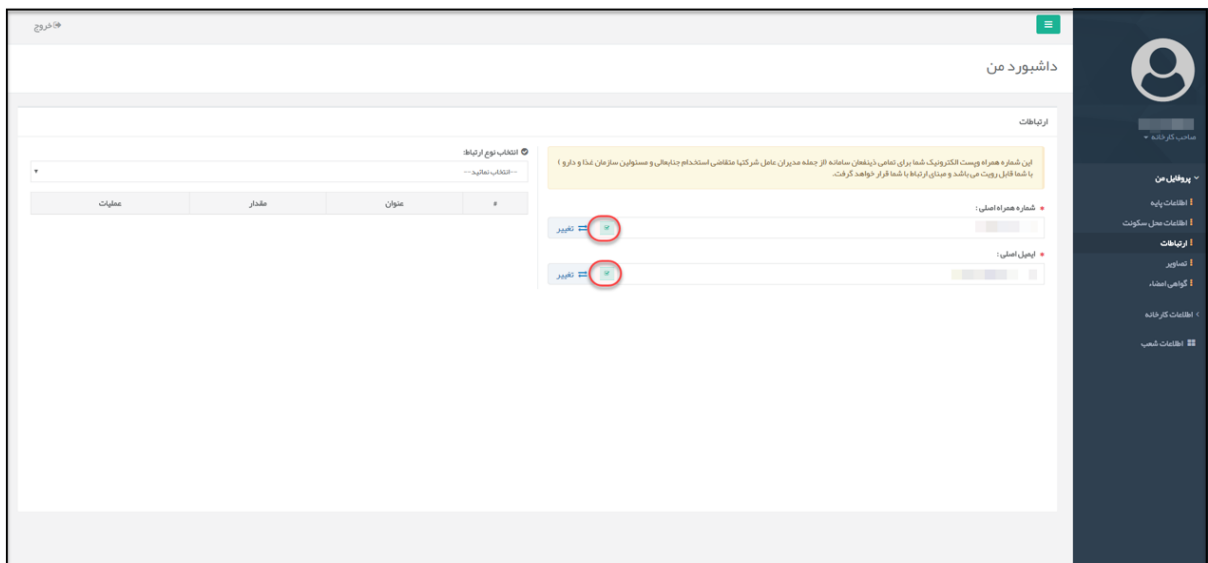 خروج
داشبورد من
صاحب کارخانه
پروفایل من
اطلاعات پایه
اطلاعات محل سکونت
ارتباطات
تصاویر
گواهی امضاء
اطلاعات کارخانه
اطلاعات شعب
ارتباطات
این شماره همراه وپست الکترونیک شما برای تمامی ذینفعان سامانه (از جمله مدیران عامل شرکتها متقاضی استخدام جنابعالی و مسئولین سازمان غذا و دارو )
با شما قابل رویت می باشد و مبنای ارتباط با شما قرار خواهد گرفت.
* شماره همراه اصلی :
تغییر
* ایمیل اصلی :
تغییر
انتخاب نوع ارتباط:
---انتخاب نمائید---
# عنوان مقدار عملیات